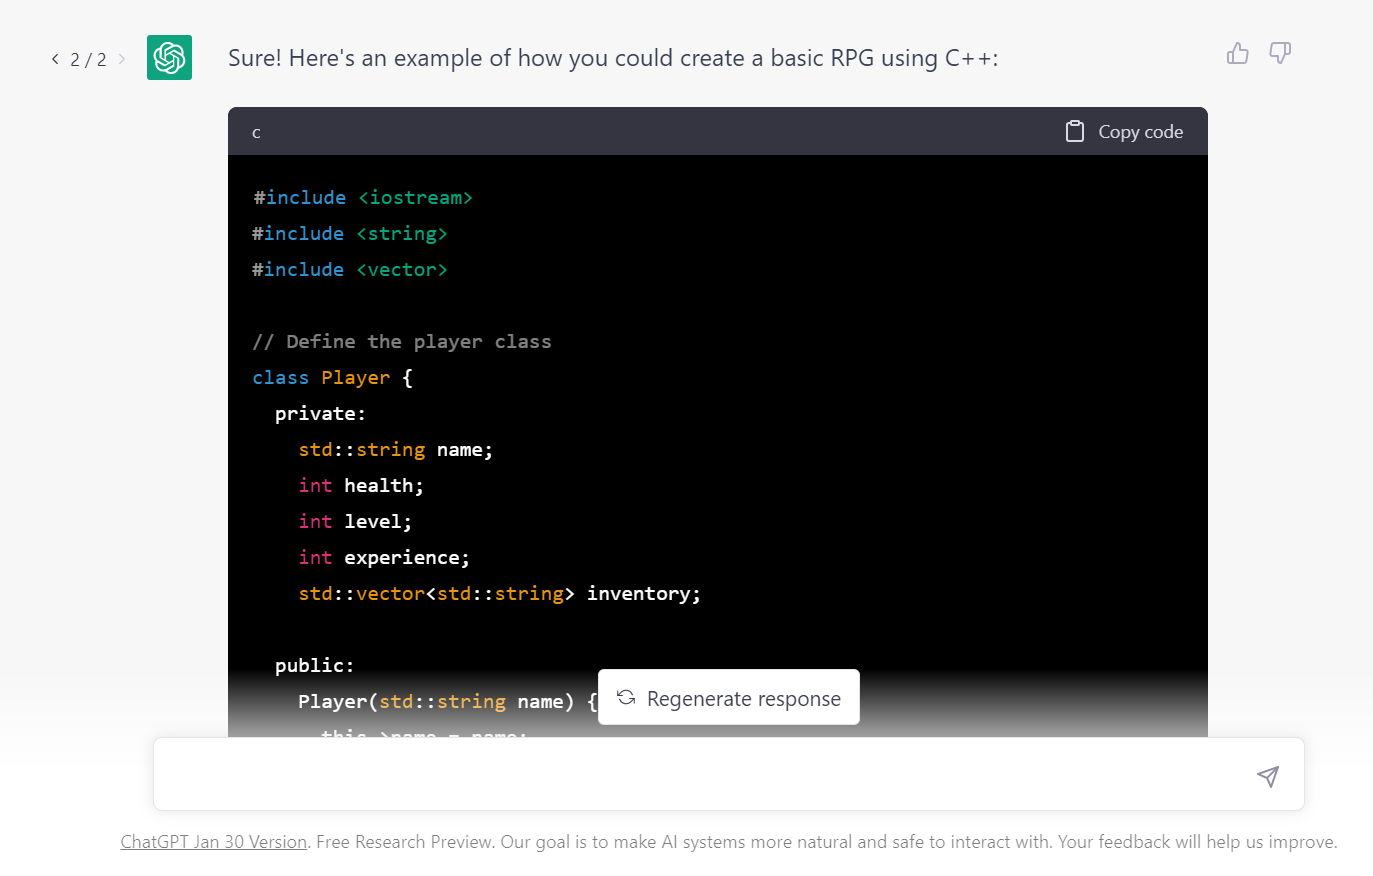 2 / 2
Sure! Here's an example of how you could create a basic RPG using C++:
c
Copy code
#include <iostream>
#include <string>
#include <vector>
// Define the player class
class Player {
private:
std::string name;
int health;
int level;
int experience;
std::vector<std::string> inventory;
public:
Player(std::string name) {
this->name = name;
Regenerate response
ChatGPT Jan 30 Version. Free Research Preview. Our goal is to make AI systems more natural and safe to interact with. Your feedback will help us improve.